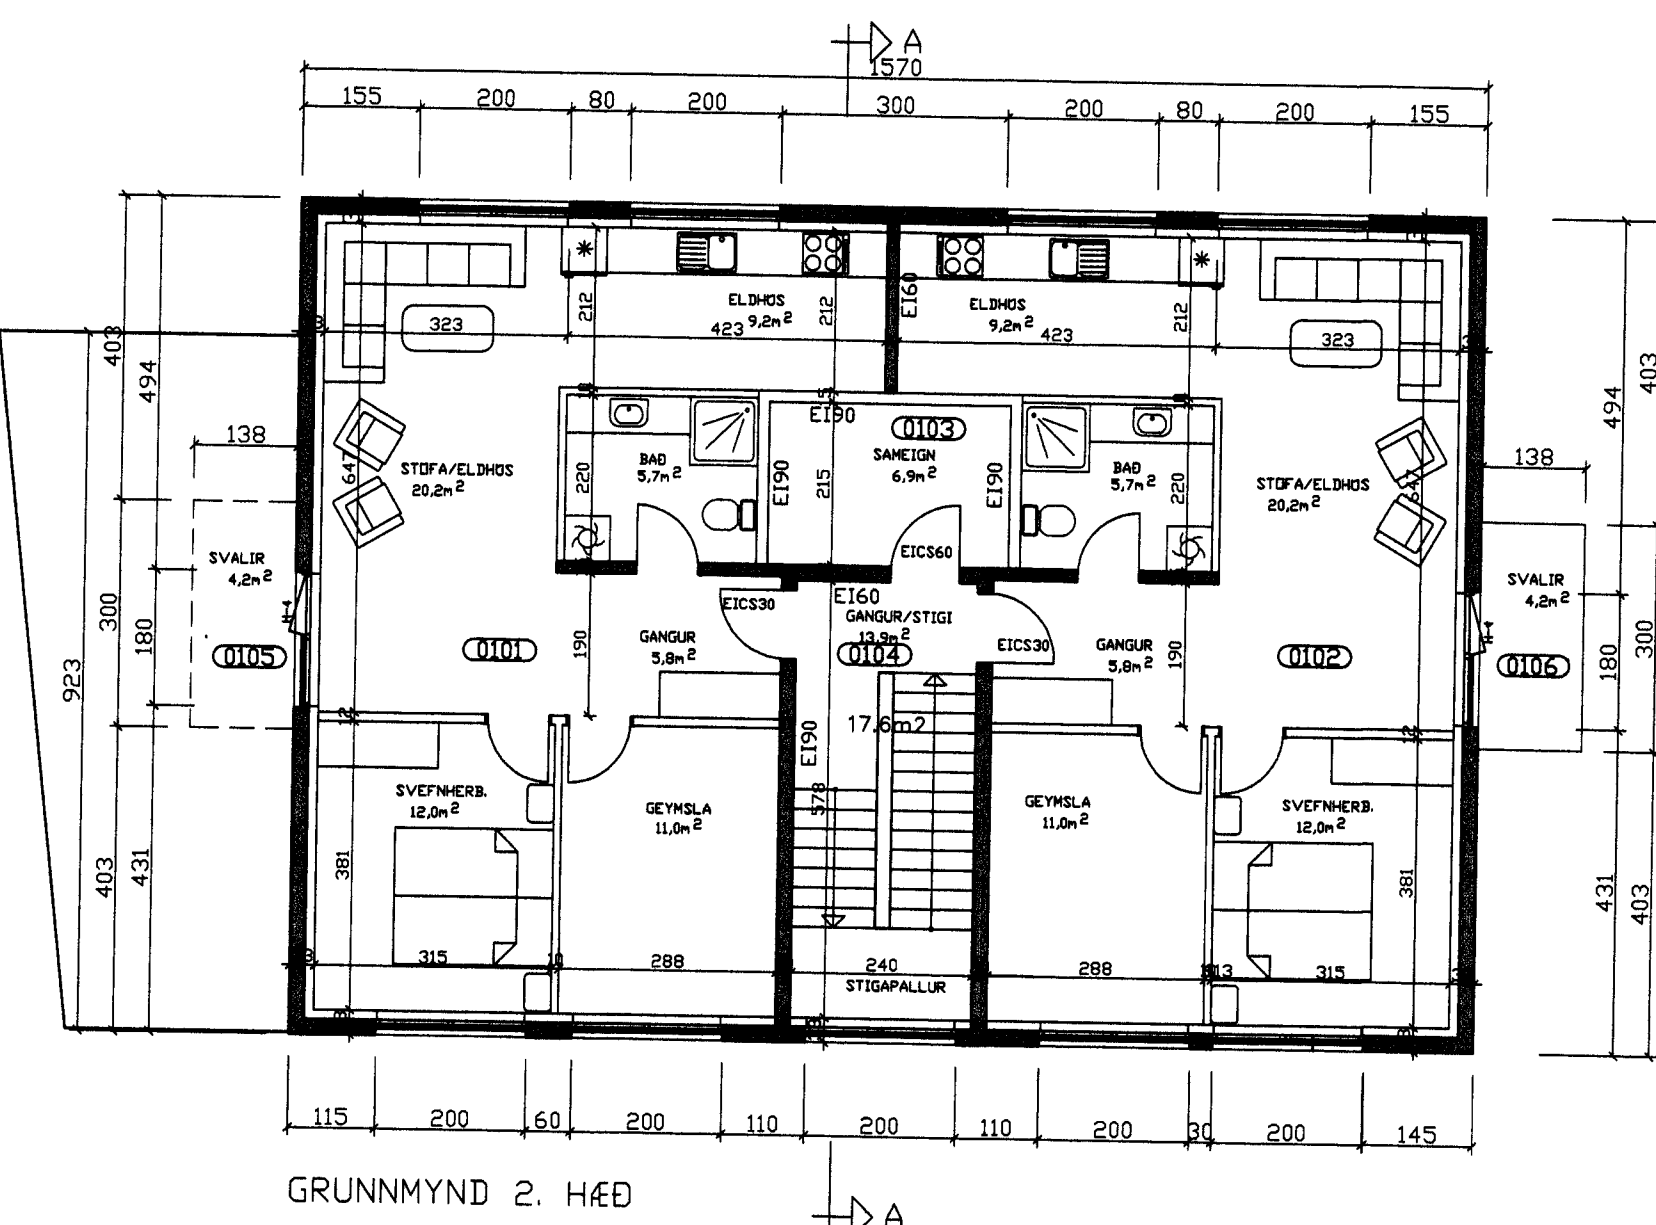 A
1570
155 200 80 200 300 200 80 200 155
ELDHÚS
9,2m²
212
212
323
423
EI60
ELDHÚS
9,2m²
423
212
323
403
494
138
EI90
0103
SAMEIGN
6,9m²
EI90
EI90
215
BAÐ
5,7m²
220
BAÐ
5,7m²
220
STOFA/ELDHÚS
20,2m²
647
STOFA/ELDHÚS
20,2m²
647
494
403
138
SVALIR
4,2m²
0105
300
180
923
H-4
0101
EICS60
EICS30
EI60
GANGUR/STIGI
13,9m²
0104
EICS30
GANGUR
5,8m²
190
GANGUR
5,8m²
190
0102
H-4
SVALIR
4,2m²
0106
180
300
12
17,6m2
EI90
578
12
SVEFNHERB.
12,0m²
381
GEYMSLA
11,0m²
GEYMSLA
11,0m²
SVEFNHERB.
12,0m²
381
403
431
431
403
315
288
240
288
13
315
STIGAPALLUR
115 200 60 200 110 200 110 200 30 200 145
GRUNNMYND 2. HÆÐ
A